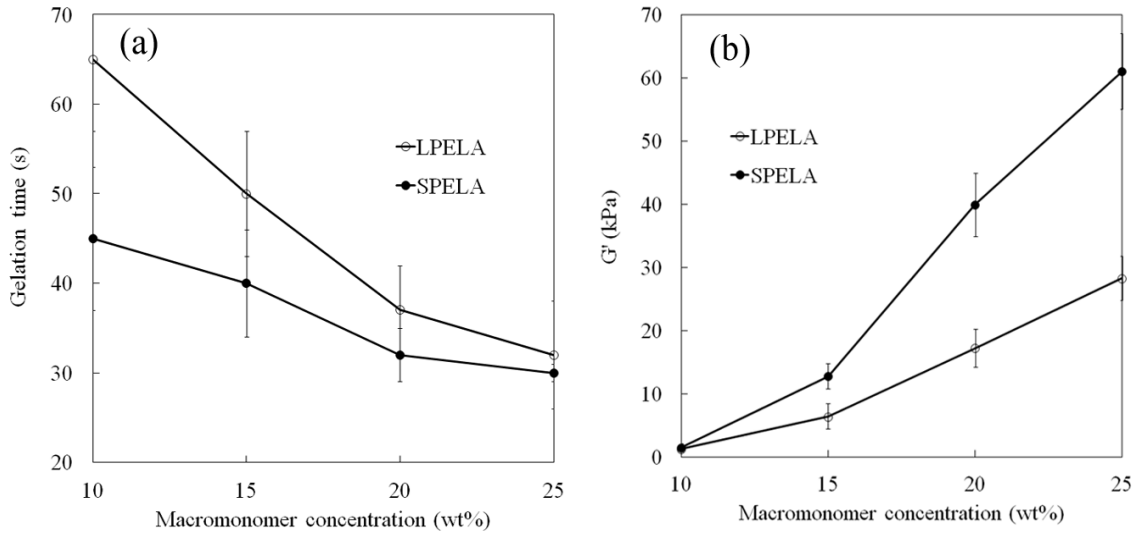 (a)
70
60
50
40
30
20
Gelation time (s)
LPELA
SPELA
10 15 20 25
Macromonomer concentration (wt%)
(b)
70
60
50
40
30
20
10
0
G' (kPa)
LPELA
SPELA
10 15 20 25
Macromonomer concentration (wt%)